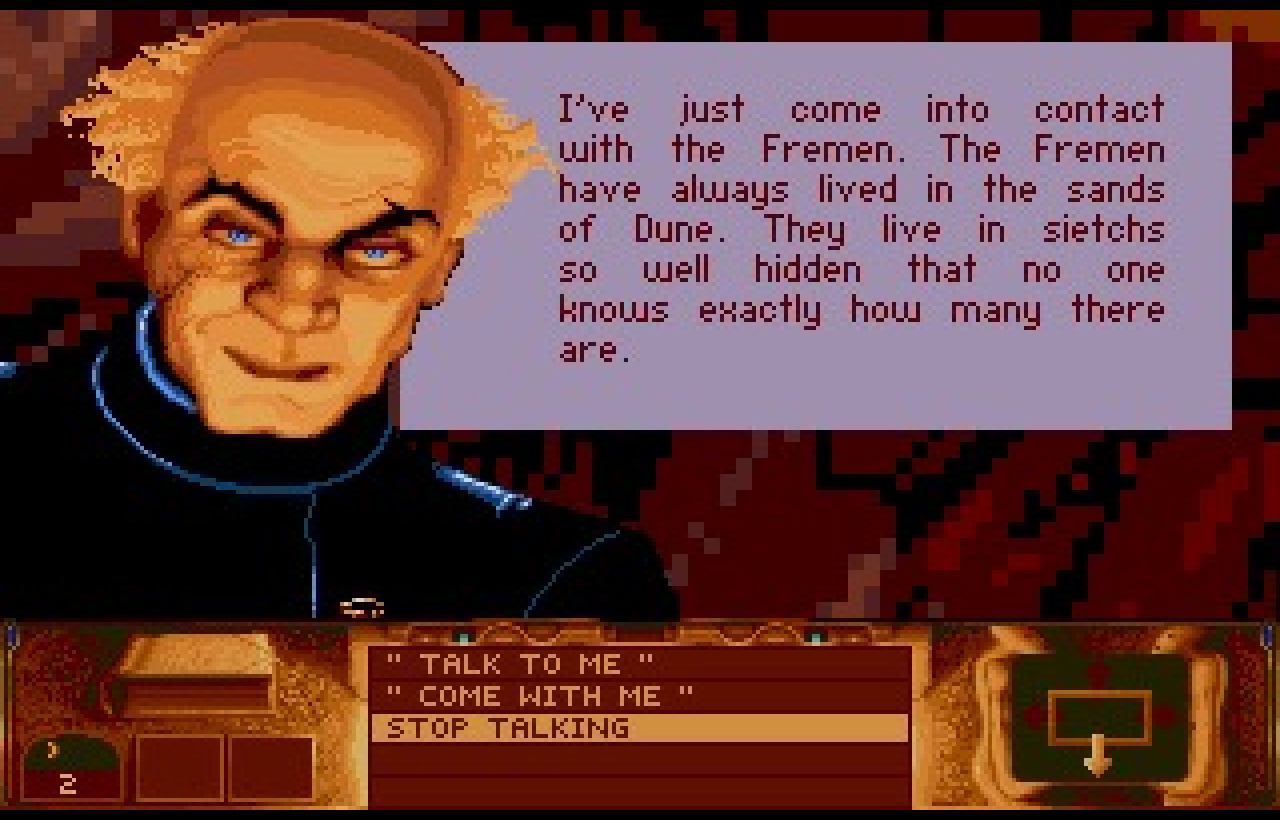 I've just come into contact
with the Fremen. The Fremen
have always lived in the sands
of Dune. They live in sietchs
so well hidden that no one
knows exactly how many there
are.
" TALK TO ME "
" COME WITH ME "
STOP TALKING
2